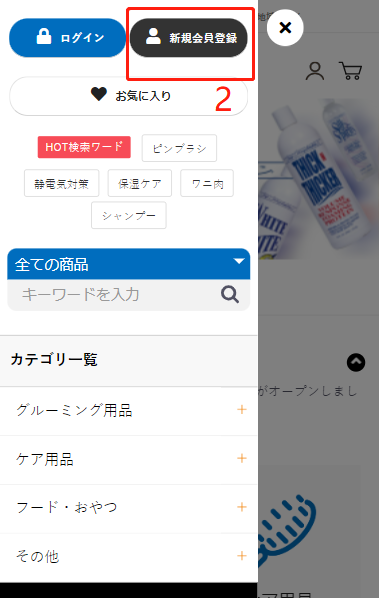 ログイン
新規会員登録
お気に入り
2
HOT検索ワード
ピンブラシ
静電気対策
保湿ケア
ワニ肉
シャンプー
全ての商品
キーワードを入力
カテゴリ一覧
グルーミング用品 +
ケア用品 +
フード・おやつ +
その他 +
THICK
THICKER
WHITE
がオープンしまし